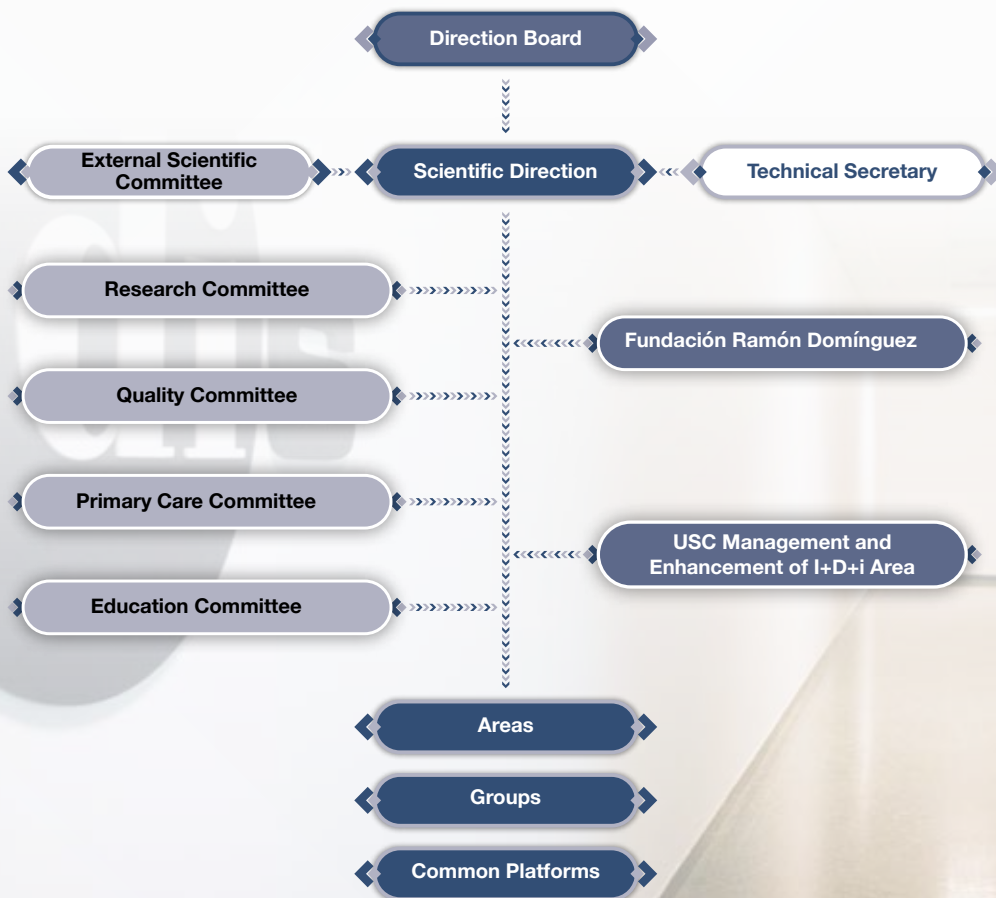 Direction Board
External Scientific
Committee
Scientific Direction
Technical Secretary
Research Committee
Fundación Ramón Domínguez
Quality Committee
Primary Care Committee
USC Management and
Enhancement of I+D+i Area
Education Committee
Areas
Groups
Common Platforms